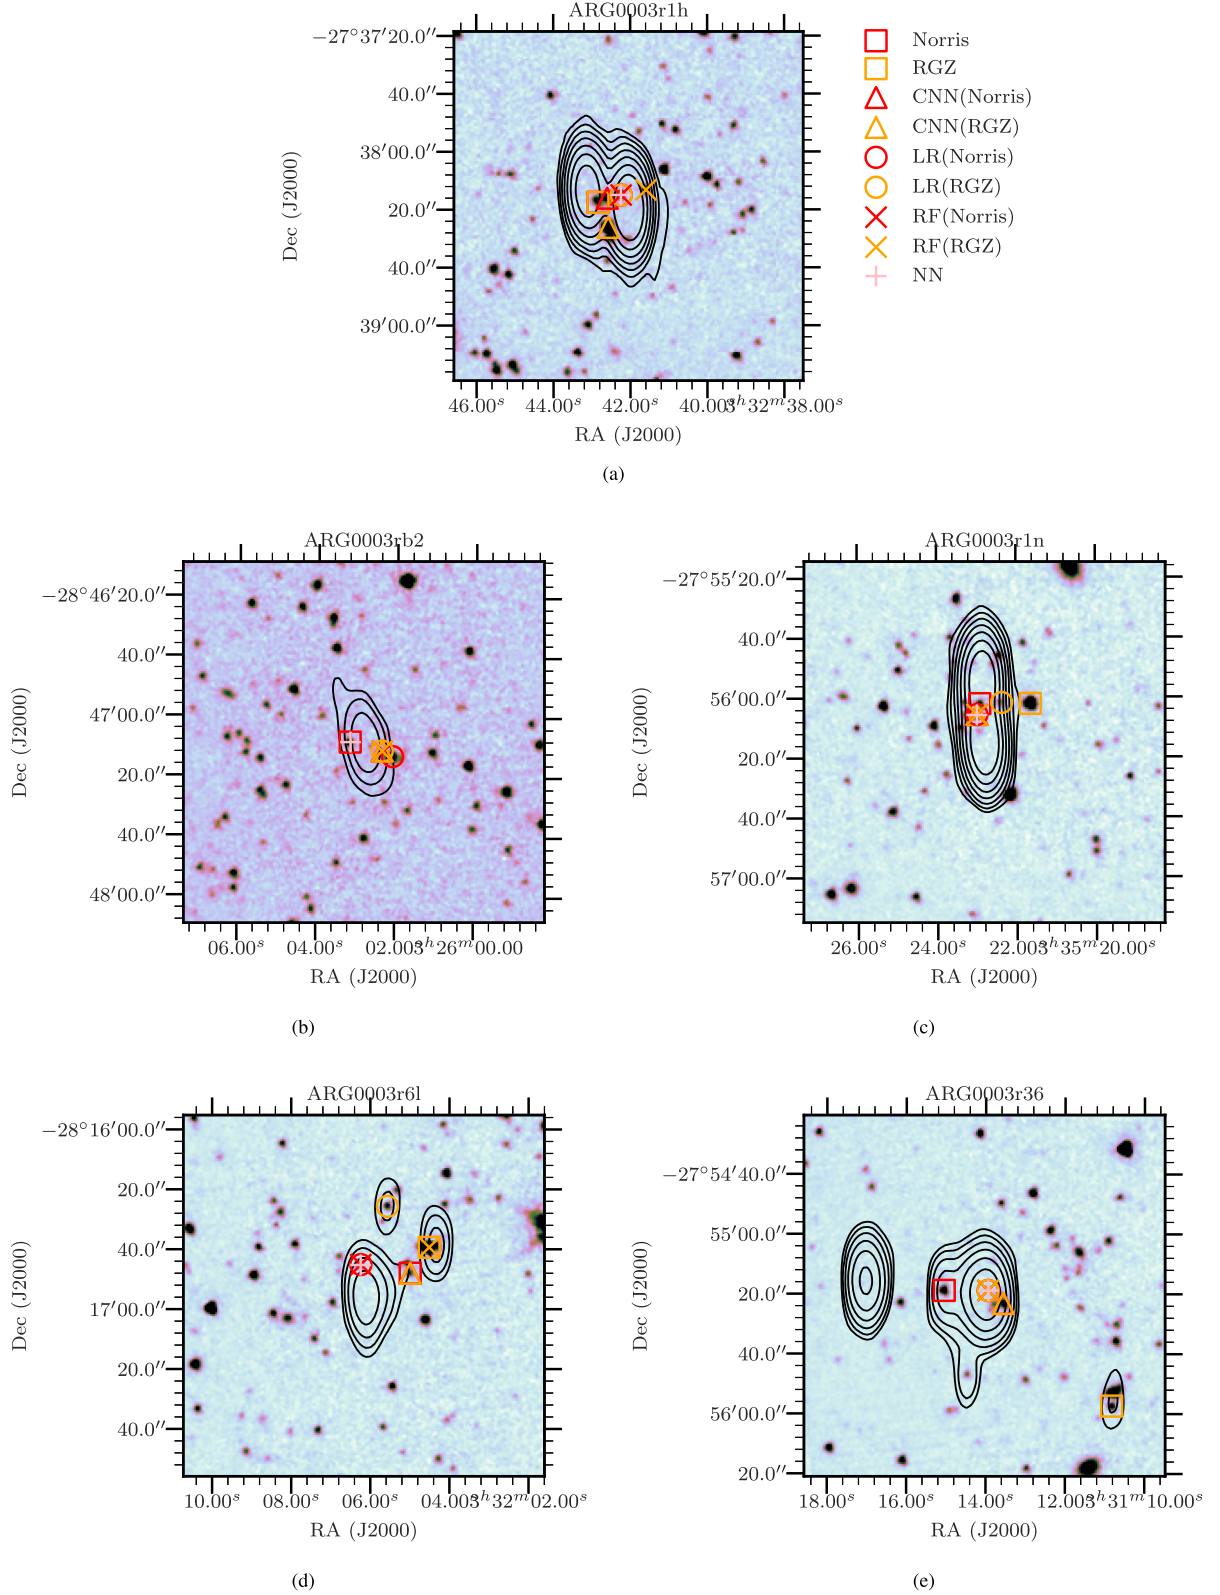 ARG0003r1h
−27°37′20.0″
40.0″
38′00.0″
20.0″
40.0″
39′00.0″
Dec (J2000)
46.00ˢ 44.00ˢ 42.00ˢ 40.00ˢ 3ʰ32ᵐ38.00ˢ
RA (J2000)
Norris
RGZ
CNN(Norris)
CNN(RGZ)
LR(Norris)
LR(RGZ)
RF(Norris)
RF(RGZ)
NN
(a)
ARG0003rb2
−28°46′20.0″
40.0″
47′00.0″
20.0″
40.0″
48′00.0″
Dec (J2000)
06.00ˢ 04.00ˢ 02.00ˢ 3ʰ26ᵐ00.00
RA (J2000)
(b)
ARG0003r1n
−27°55′20.0″
40.0″
56′00.0″
20.0″
40.0″
57′00.0″
Dec (J2000)
26.00ˢ 24.00ˢ 22.00ˢ 3ʰ35ᵐ20.00ˢ
RA (J2000)
(c)
ARG0003r6l
−28°16′00.0″
20.0″
40.0″
17′00.0″
20.0″
40.0″
Dec (J2000)
10.00ˢ 08.00ˢ 06.00ˢ 04.00ˢ 3ʰ32ᵐ02.00ˢ
RA (J2000)
(d)
ARG0003r36
−27°54′40.0″
55′00.0″
20.0″
40.0″
56′00.0″
20.0″
Dec (J2000)
18.00ˢ 16.00ˢ 14.00ˢ 12.00ˢ 3ʰ31ᵐ10.00ˢ
RA (J2000)
(e)